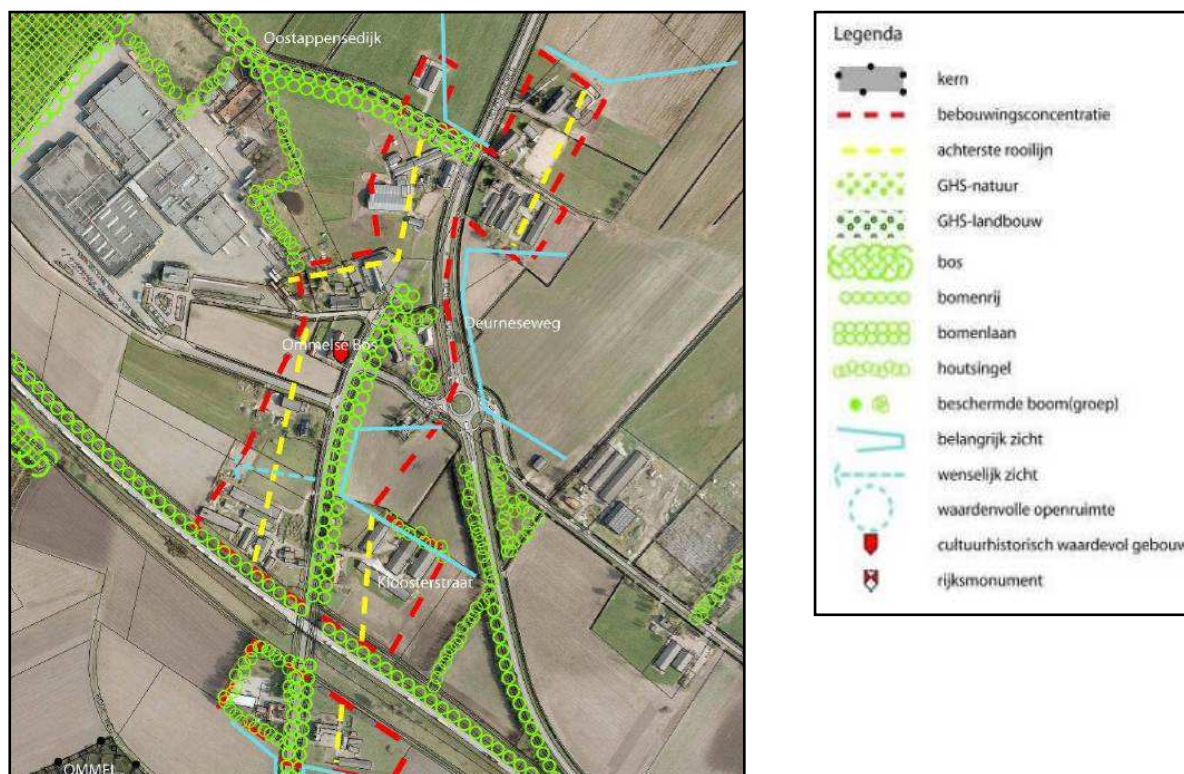 Oostappensedijk
Deurneseweg
Ommelse Bos
Kloosterstraat
OMMEL
Legenda
kern
bebouwingsconcentratie
achterste rooilijn
GHS-natuur
GHS-landbouw
bos
bomenrij
bomenlaan
houtsingel
beschermde boom(groep)
belangrijk zicht
wenselijk zicht
waardenvolle openruimte
cultuurhistorisch waardevol gebouw
rijksmonument